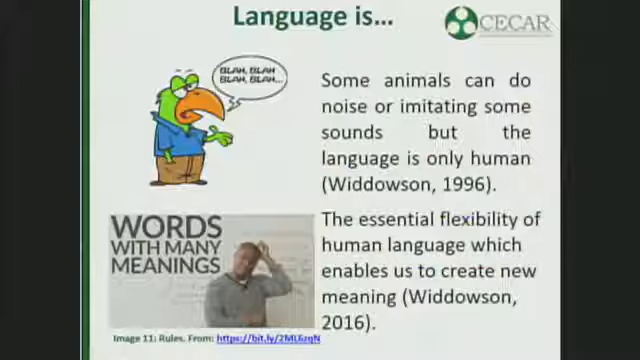 Language is...
CECAR
BLAH, BLAH
BLAH, BLAH...
Some animals can do
noise or imitating some
sounds but the
language is only human
(Widdowson, 1996).
WORDS
WITH MANY
MEANINGS
The essential flexibility of
human language which
enables us to create new
meaning (Widdowson,
2016).
Image 11: Rules. From: https://bit.ly/2ML6zqN